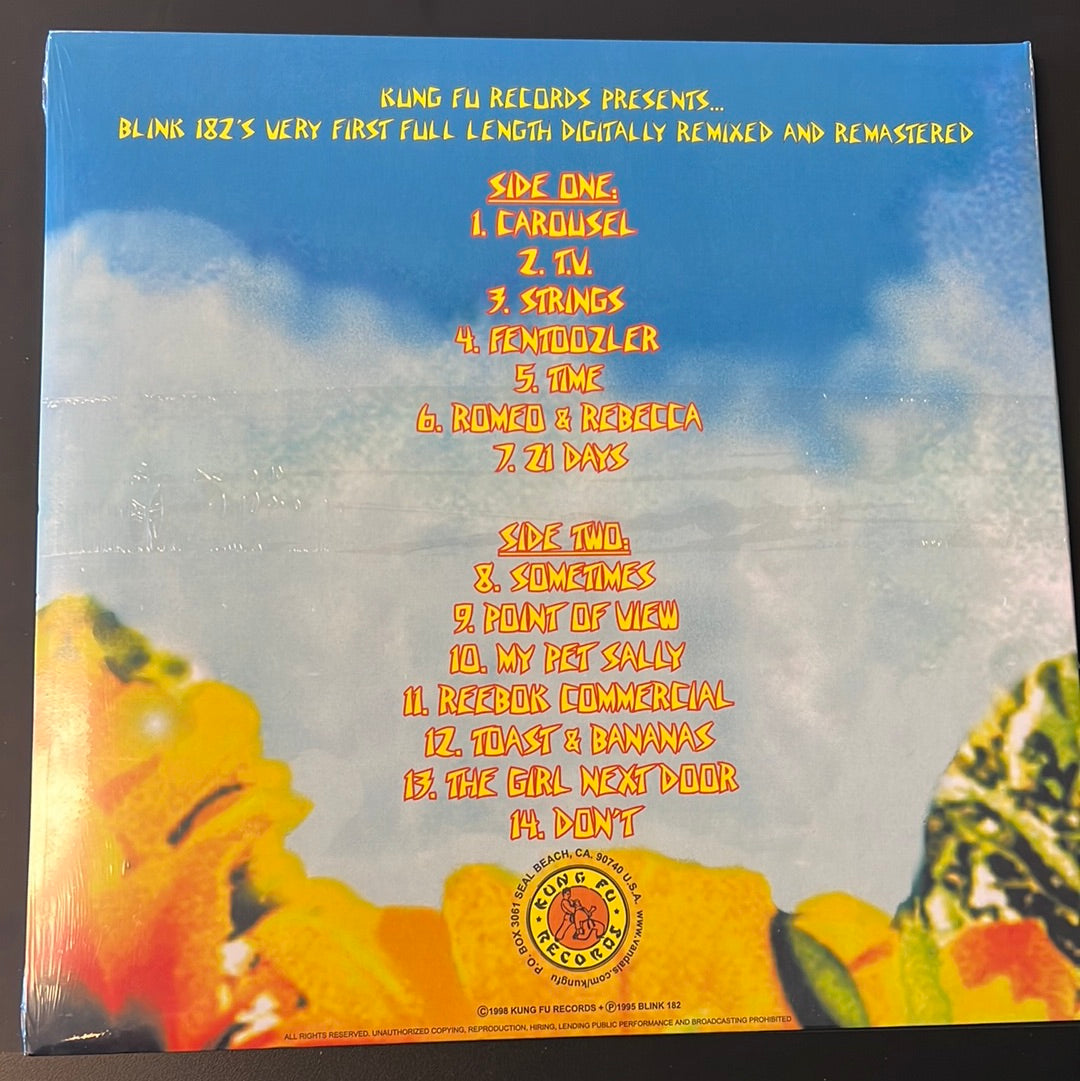 KUNG FU RECORDS PRESENTS...
BLINK 182'S VERY FIRST FULL LENGTH DIGITALLY REMIXED AND REMASTERED
SIDE ONE:
1. CAROUSEL
2. T.V.
3. STRINGS
4. FENTOOZLER
5. TIME
6. ROMEO & REBECCA
7. 21 DAYS
SIDE TWO:
8. SOMETIMES
9. POINT OF VIEW
10. MY PET SALLY
11. REEBOK COMMERCIAL
12. TOAST & BANANAS
13. THE GIRL NEXT DOOR
14. DON'T
P.O. BOX 3061 SEAL BEACH, CA. 90740 U.S.A. www.vandals.com/kungfu
KUNG FU
RECORDS
©1998 KUNG FU RECORDS + ℗1995 BLINK 182
ALL RIGHTS RESERVED. UNAUTHORIZED COPYING, REPRODUCTION, HIRING, LENDING PUBLIC PERFORMANCE AND BROADCASTING PROHIBITED